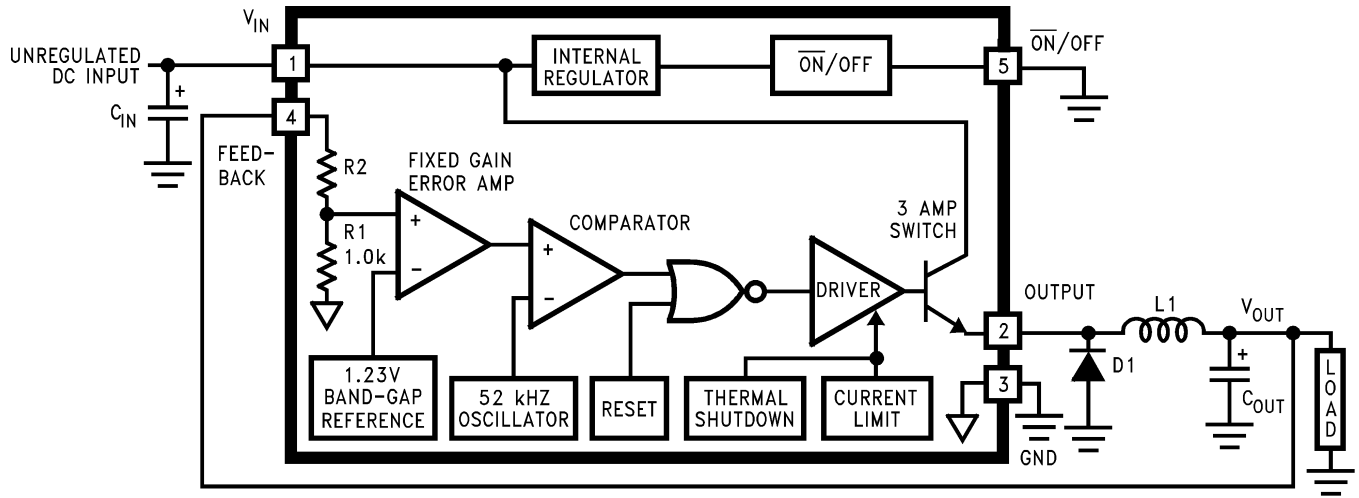 V_IN
UNREGULATED
DC INPUT
C_IN
+
1
4
FEED-
BACK
INTERNAL
REGULATOR
O̅N̅/OFF
5
O̅N̅/OFF
R2
R1
1.0k
FIXED GAIN
ERROR AMP
+
−
COMPARATOR
+
−
3 AMP
SWITCH
DRIVER
OUTPUT
2
3
GND
L1
V_OUT
D1
+
C_OUT
LOAD
1.23V
BAND-GAP
REFERENCE
52 kHZ
OSCILLATOR
RESET
THERMAL
SHUTDOWN
CURRENT
LIMIT